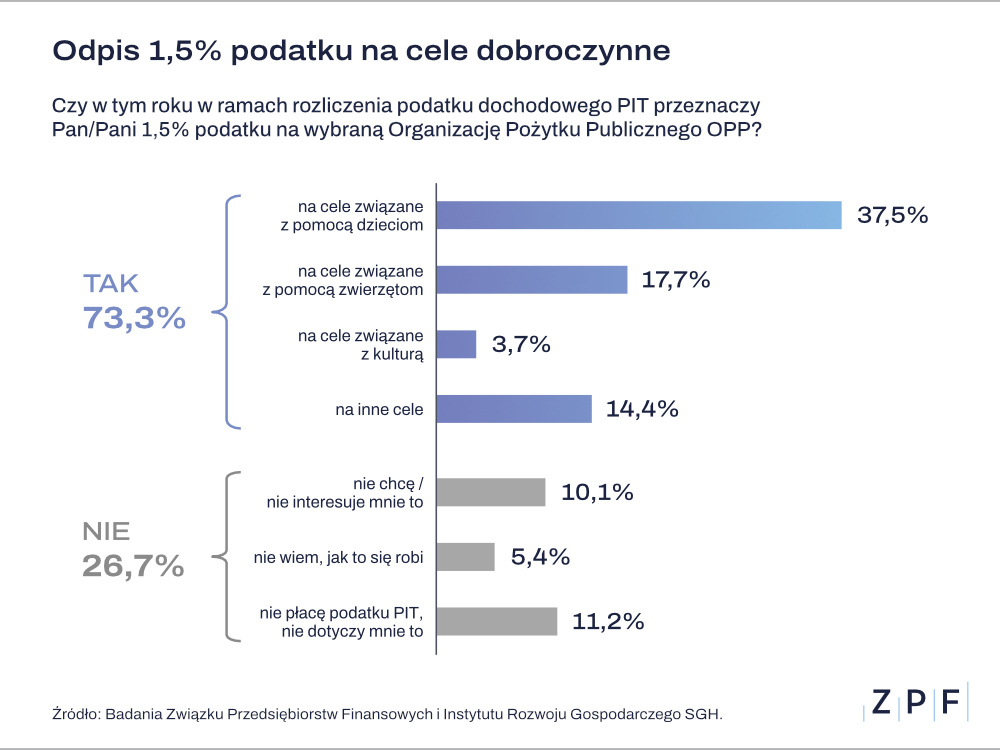 Odpis 1,5% podatku na cele dobroczynne
Czy w tym roku w ramach rozliczenia podatku dochodowego PIT przeznaczy
Pan/Pani 1,5% podatku na wybraną Organizację Pożytku Publicznego OPP?
TAK
73,3%
na cele związane
z pomocą dzieciom
37,5%
na cele związane
z pomocą zwierzętom
17,7%
na cele związane
z kulturą
3,7%
na inne cele
14,4%
NIE
26,7%
nie chcę /
nie interesuje mnie to
10,1%
nie wiem, jak to się robi
5,4%
nie płacę podatku PIT,
nie dotyczy mnie to
11,2%
Źródło: Badania Związku Przedsiębiorstw Finansowych i Instytutu Rozwoju Gospodarczego SGH.
ZPF